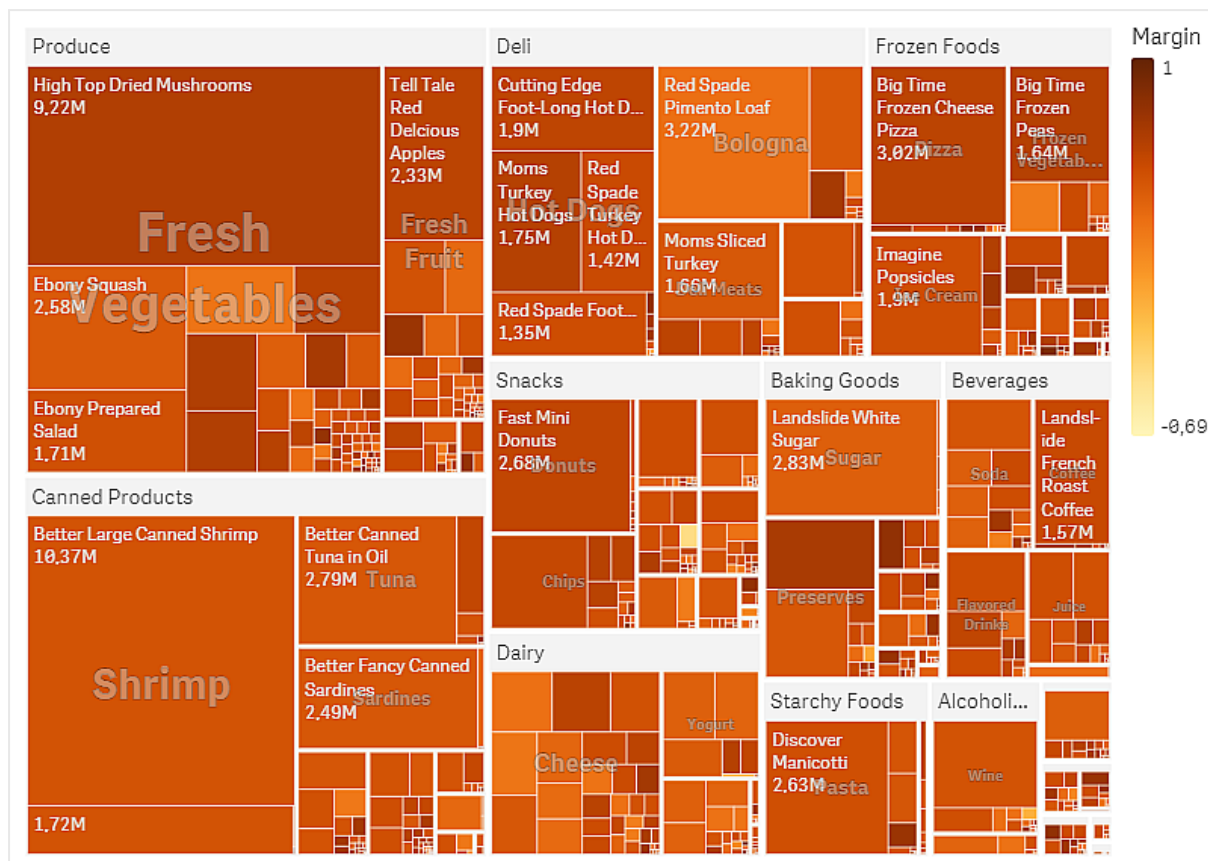 Produce
High Top Dried Mushrooms
9,22M
Fresh
Vegetables
Ebony Squash
2,58M
Ebony Prepared
Salad
1,71M
Tell Tale
Red
Delcious
Apples
2,33M
Fresh
Fruit
Canned Products
Better Large Canned Shrimp
10,37M
Shrimp
1,72M
Better Canned
Tuna in Oil
2,79M
Tuna
Better Fancy Canned
Sardines
2,49M
Sardines
Deli
Cutting Edge
Foot-Long Hot D...
1,9M
Moms
Turkey
Hot Dogs
1,75M
Red
Spade
Turkey
Hot D...
1,42M
Hot Dogs
Red Spade Foot...
1,35M
Red Spade
Pimento Loaf
3,22M
Bologna
Moms Sliced
Turkey
1,66M
Deli Meats
Frozen Foods
Big Time
Frozen Cheese
Pizza
3,02M
Pizza
Big Time
Frozen
Peas
1,64M
Frozen
Vegetab...
Imagine
Popsicles
1,9M
Ice Cream
Snacks
Fast Mini
Donuts
2,68M
Donuts
Chips
Dairy
Cheese
Yogurt
Baking Goods
Landslide White
Sugar
2,83M
Sugar
Preserves
Beverages
Soda
Landsl-
ide
French
Roast
Coffee
1,57M
Coffee
Flavored
Drinks
Juice
Starchy Foods
Discover
Manicotti
2,63M
Pasta
Alcoholi...
Wine
Margin
1
-0,69